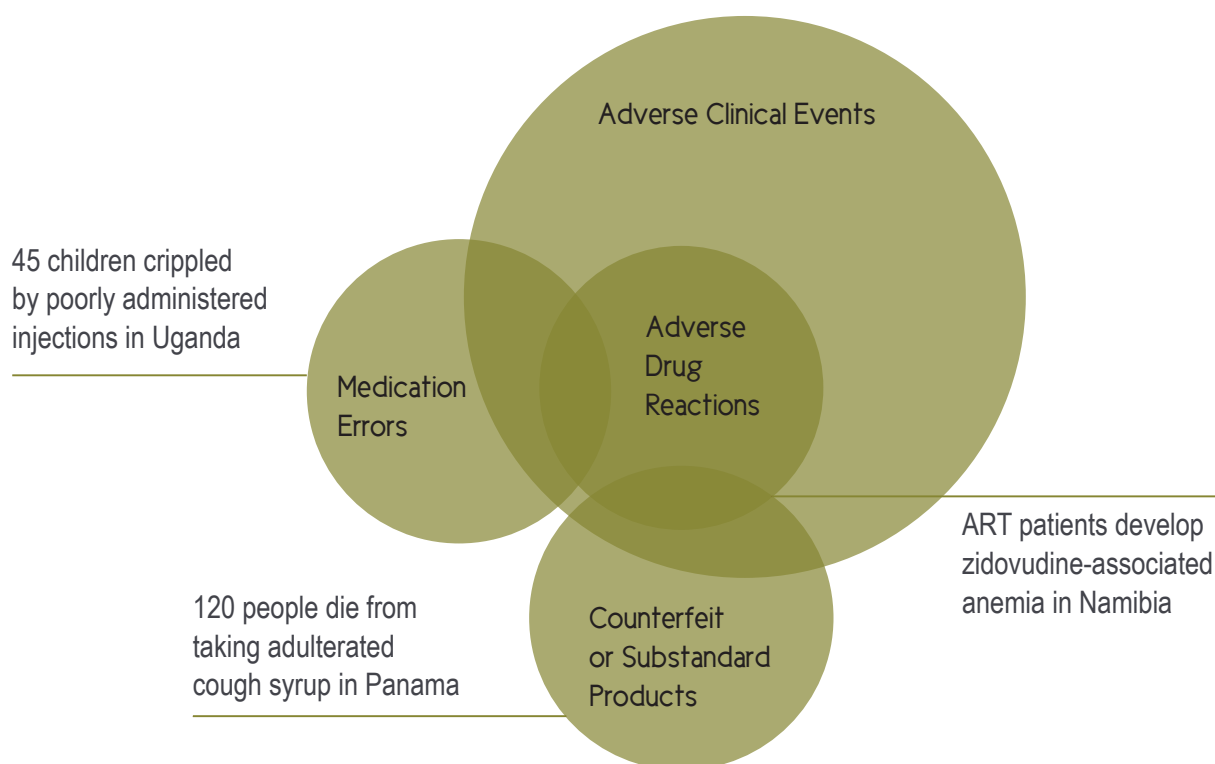 Adverse Clinical Events
45 children crippled
by poorly administered
injections in Uganda
Medication
Errors
Adverse
Drug
Reactions
ART patients develop
zidovudine-associated
anemia in Namibia
120 people die from
taking adulterated
cough syrup in Panama
Counterfeit
or Substandard
Products